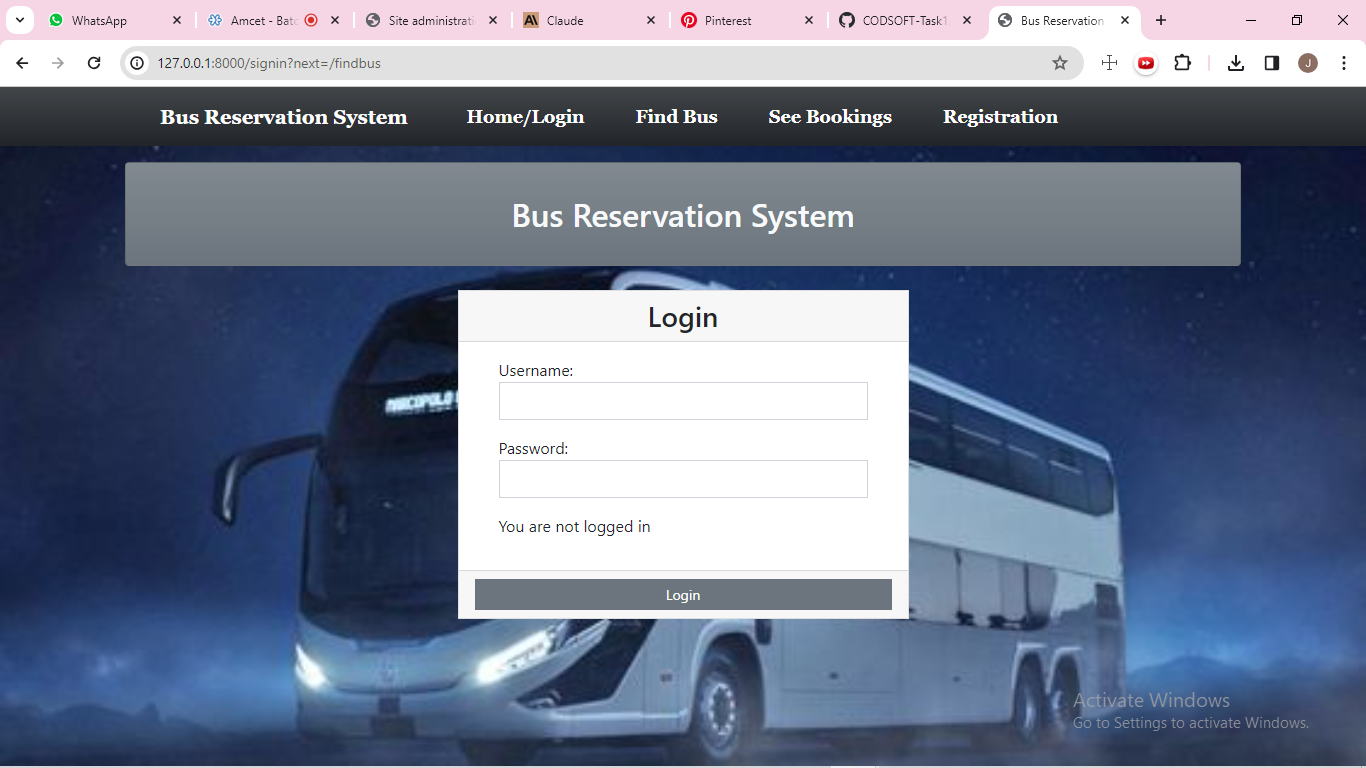 WhatsApp
Amcet - Batc
Site administrati
Claude
Pinterest
CODSOFT-Task1
Bus Reservation
127.0.0.1:8000/signin?next=/findbus
J
Bus Reservation System
Home/Login
Find Bus
See Bookings
Registration
Bus Reservation System
Login
Username:
MARCOPOLO
Password:
You are not logged in
Login
Activate Windows
Go to Settings to activate Windows.